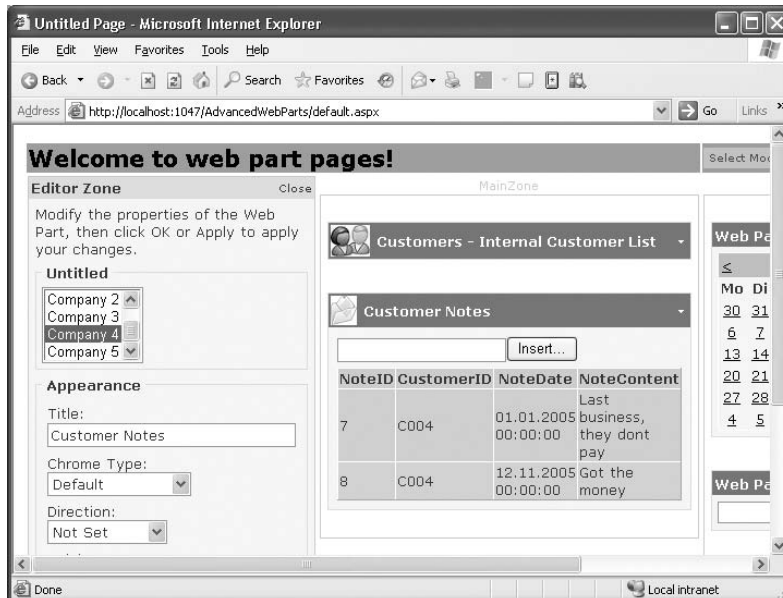 Untitled Page - Microsoft Internet Explorer
File Edit View Favorites Tools Help
Back Search Favorites
Address http://localhost:1047/AdvancedWebParts/default.aspx Go Links »
Welcome to web part pages!
Select Mod
Editor Zone Close
Modify the properties of the Web
Part, then click OK or Apply to apply
your changes.
Untitled
Company 2
Company 3
Company 4
Company 5
Appearance
Title:
Customer Notes
Chrome Type:
Default
Direction:
Not Set
MainZone
Customers - Internal Customer List
Customer Notes
Insert...
NoteID CustomerID NoteDate NoteContent
7 C004 01.01.2005 00:00:00 Last business, they dont pay
8 C004 12.11.2005 00:00:00 Got the money
Web Pa
<
Mo Di
30 31
6 7
13 14
20 21
27 28
4 5
Web Pa
Done Local intranet